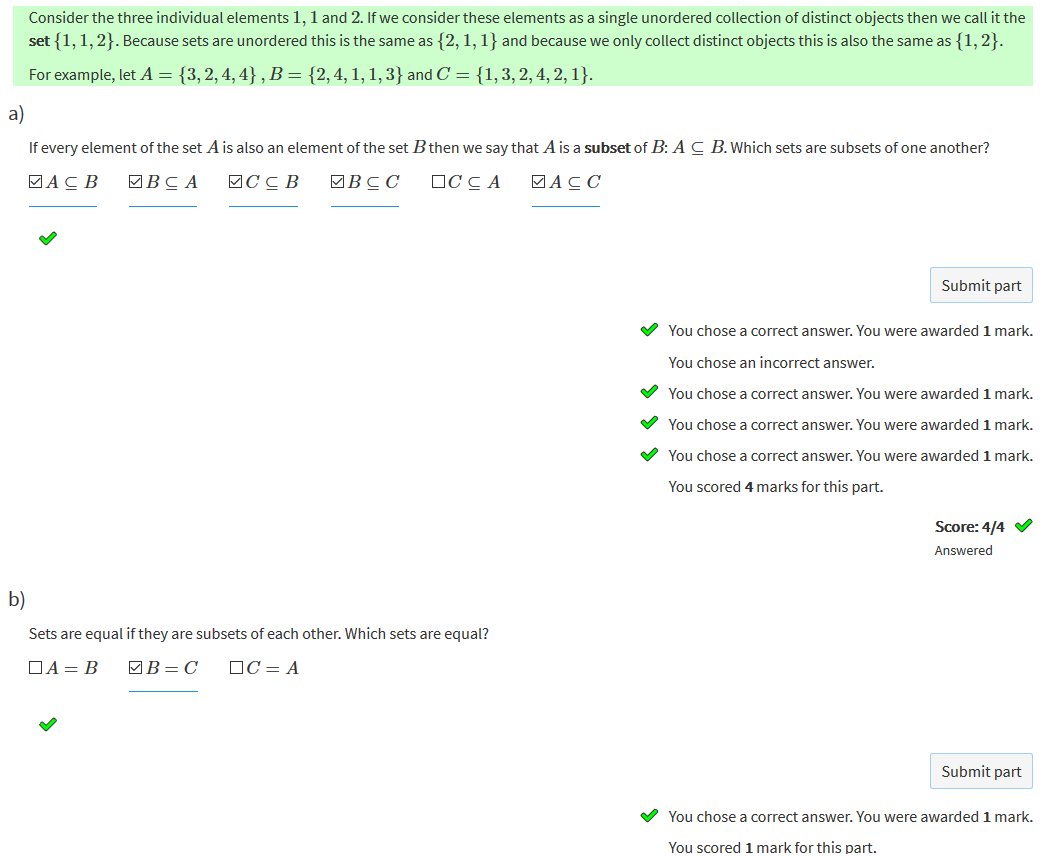 Consider the three individual elements 1, 1 and 2. If we consider these elements as a single unordered collection of distinct objects then we call it the
set {1, 1, 2}. Because sets are unordered this is the same as {2, 1, 1} and because we only collect distinct objects this is also the same as {1, 2}.
For example, let A = {3, 2, 4, 4} , B = {2, 4, 1, 1, 3} and C = {1, 3, 2, 4, 2, 1}.
a)
If every element of the set A is also an element of the set B then we say that A is a subset of B: A ⊆ B. Which sets are subsets of one another?
☑ A ⊆ B ☑ B ⊆ A ☑ C ⊆ B ☑ B ⊆ C ☐ C ⊆ A ☑ A ⊆ C
Submit part
You chose a correct answer. You were awarded 1 mark.
You chose an incorrect answer.
You chose a correct answer. You were awarded 1 mark.
You chose a correct answer. You were awarded 1 mark.
You chose a correct answer. You were awarded 1 mark.
You scored 4 marks for this part.
Score: 4/4
Answered
b)
Sets are equal if they are subsets of each other. Which sets are equal?
☐ A = B ☑ B = C ☐ C = A
Submit part
You chose a correct answer. You were awarded 1 mark.
You scored 1 mark for this part.